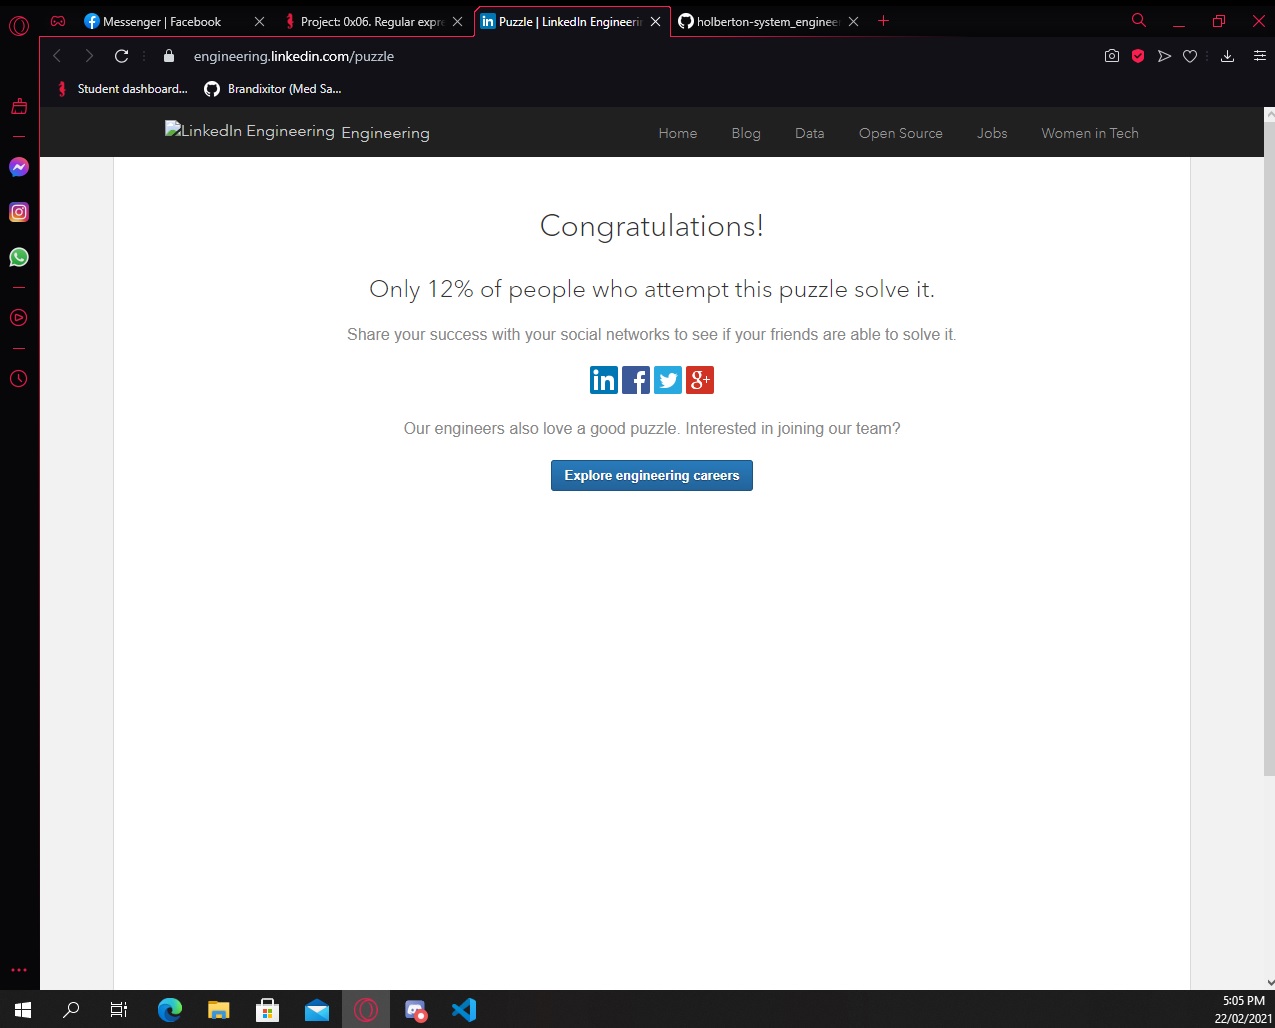 Messenger | Facebook
Project: 0x06. Regular expre
Puzzle | LinkedIn Engineerin
holberton-system_engineer
engineering.linkedin.com/puzzle
Student dashboard...
Brandixitor (Med Sa...
LinkedIn Engineering Engineering
Home Blog Data Open Source Jobs Women in Tech
Congratulations!
Only 12% of people who attempt this puzzle solve it.
Share your success with your social networks to see if your friends are able to solve it.
in f g+
Our engineers also love a good puzzle. Interested in joining our team?
Explore engineering careers
5:05 PM
22/02/2021